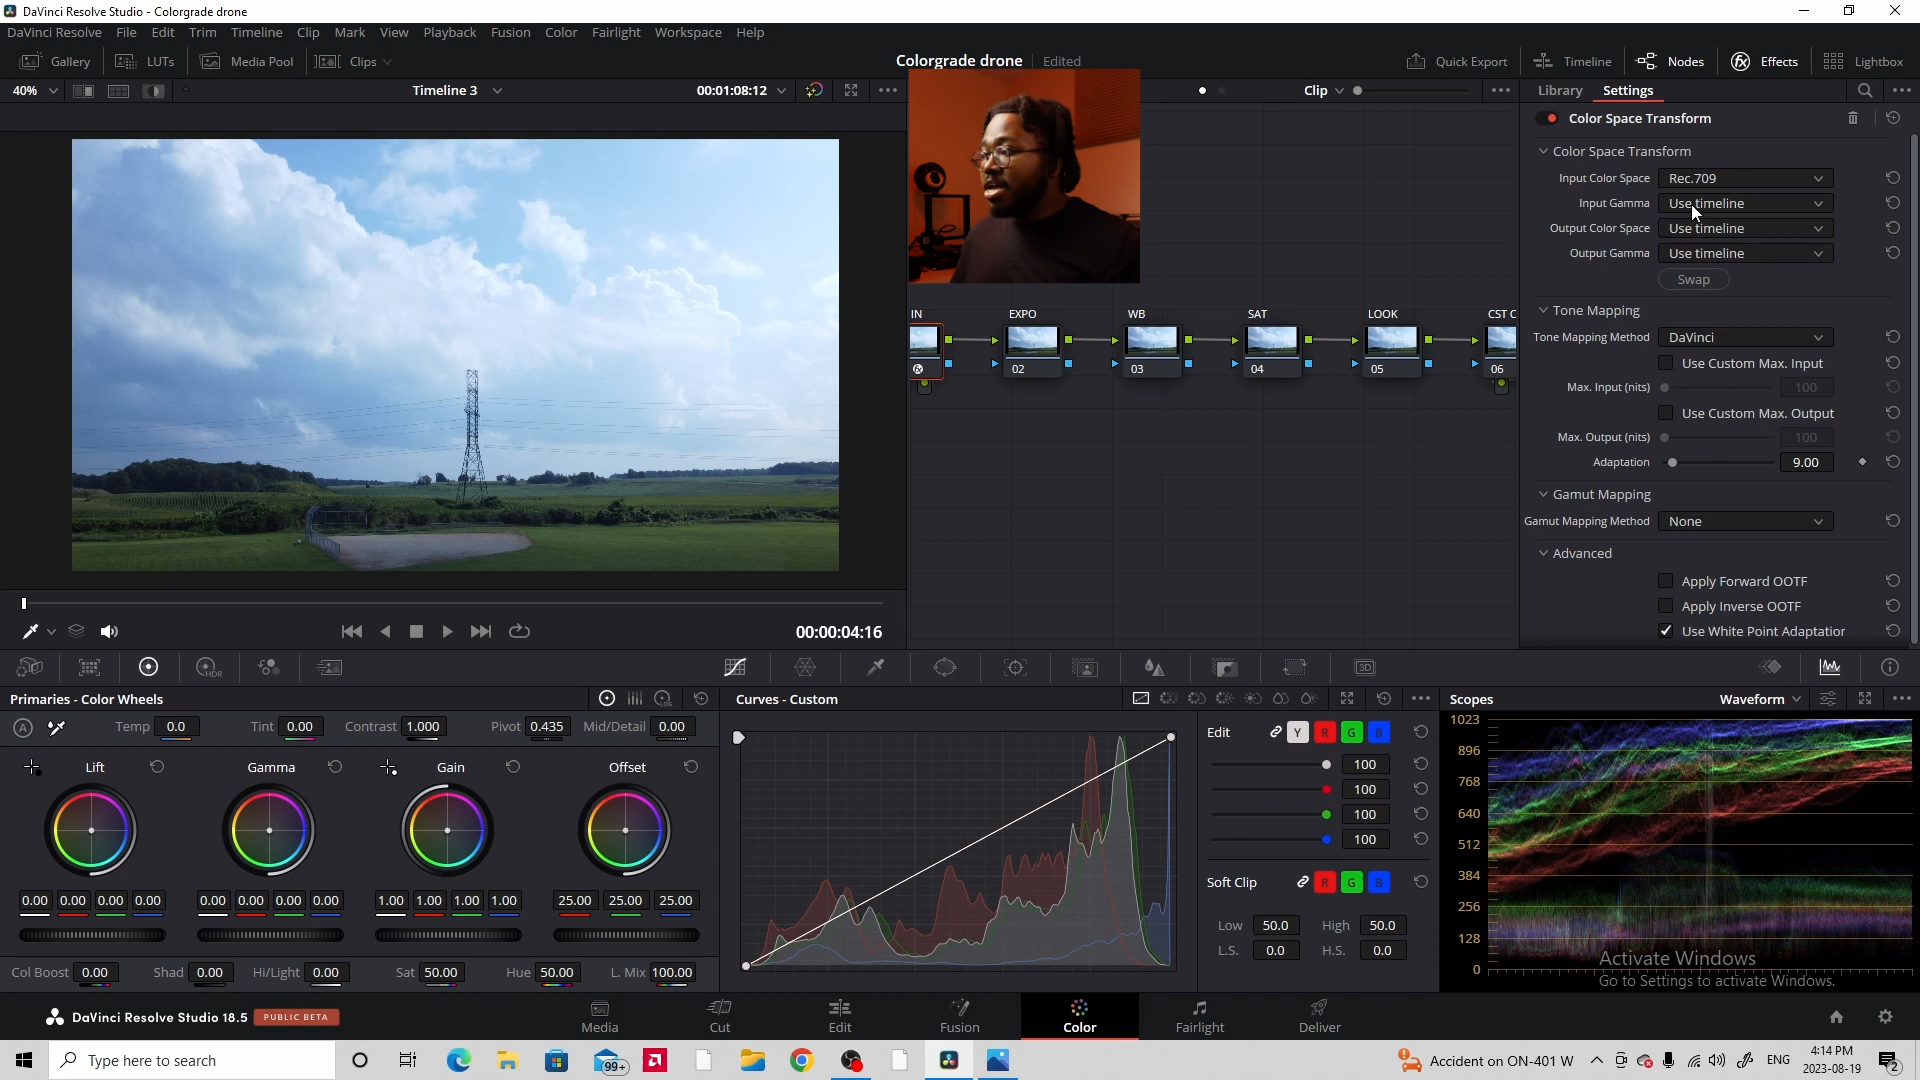 DaVinci Resolve Studio - Colorgrade drone
DaVinci Resolve File Edit Trim Timeline Clip Mark View Playback Fusion Color Fairlight Workspace Help
Gallery LUTs Media Pool Clips Colorgrade drone Edited Quick Export Timeline Nodes Effects Lightbox
40% Timeline 3 00:01:08:12 Clip Library Settings
Color Space Transform
Color Space Transform
Input Color Space Rec.709
Input Gamma Use timeline
Output Color Space Use timeline
Output Gamma Use timeline
Swap
Tone Mapping
Tone Mapping Method DaVinci
Use Custom Max. Input
Max. Input (nits) 100
Use Custom Max. Output
Max. Output (nits) 100
Adaptation 9.00
Gamut Mapping
Gamut Mapping Method None
Advanced
Apply Forward OOTF
Apply Inverse OOTF
Use White Point Adaptation
IN EXPO WB SAT LOOK CST C
02 03 04 05 06
00:00:04:16
HDR
3D
Primaries - Color Wheels
Temp 0.0 Tint 0.00 Contrast 1.000 Pivot 0.435 Mid/Detail 0.00
Lift Gamma Gain Offset
0.00 0.00 0.00 0.00 0.00 0.00 0.00 0.00 1.00 1.00 1.00 1.00 25.00 25.00 25.00
Col Boost 0.00 Shad 0.00 Hi/Light 0.00 Sat 50.00 Hue 50.00 L. Mix 100.00
Curves - Custom
Edit Y R G B
100
100
100
100
Soft Clip R G B
Low 50.0 High 50.0
L.S. 0.0 H.S. 0.0
Scopes Waveform
1023
896
768
640
512
384
256
128
0
Activate Windows
Go to Settings to activate Windows.
DaVinci Resolve Studio 18.5 PUBLIC BETA
Media Cut Edit Fusion Color Fairlight Deliver
Type here to search
99+
Accident on ON-401 W
ENG
4:14 PM
2023-08-19
2